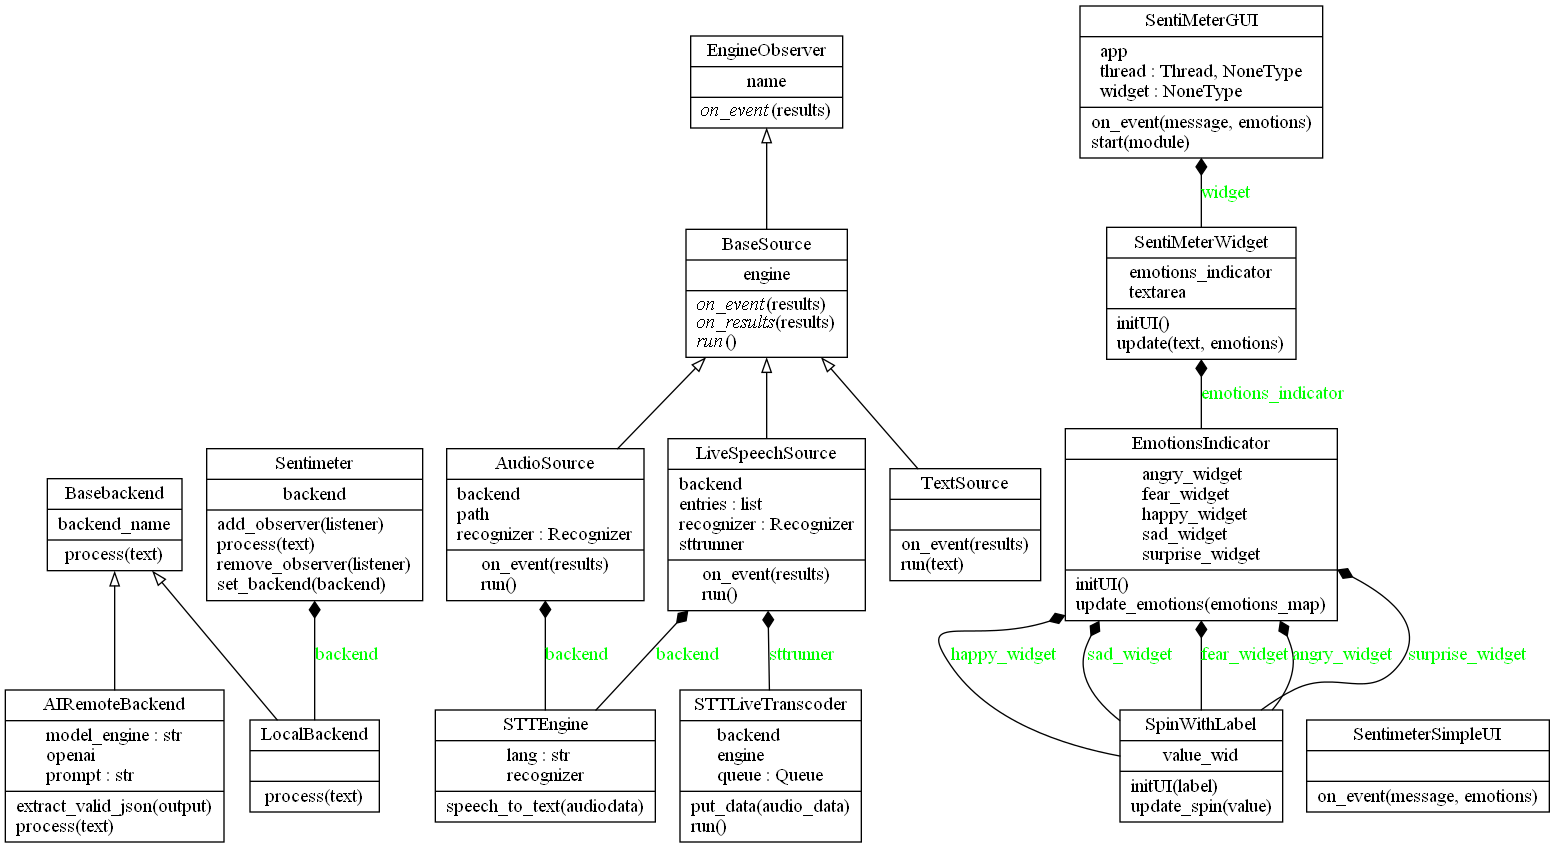 EngineObserver
name
on_event(results)
SentiMeterGUI
app
thread : Thread, NoneType
widget : NoneType
on_event(message, emotions)
start(module)
widget
BaseSource
engine
on_event(results)
on_results(results)
run()
SentiMeterWidget
emotions_indicator
textarea
initUI()
update(text, emotions)
emotions_indicator
Basebackend
backend_name
process(text)
Sentimeter
backend
add_observer(listener)
process(text)
remove_observer(listener)
set_backend(backend)
AudioSource
backend
path
recognizer : Recognizer
on_event(results)
run()
LiveSpeechSource
backend
entries : list
recognizer : Recognizer
sttrunner
on_event(results)
run()
TextSource
on_event(results)
run(text)
EmotionsIndicator
angry_widget
fear_widget
happy_widget
sad_widget
surprise_widget
initUI()
update_emotions(emotions_map)
backend
backend
backend
sttrunner
happy_widget
sad_widget
fear_widget
angry_widget
surprise_widget
AIRemoteBackend
model_engine : str
openai
prompt : str
extract_valid_json(output)
process(text)
LocalBackend
process(text)
STTEngine
lang : str
recognizer
speech_to_text(audiodata)
STTLiveTranscoder
backend
engine
queue : Queue
put_data(audio_data)
run()
SpinWithLabel
value_wid
initUI(label)
update_spin(value)
SentimeterSimpleUI
on_event(message, emotions)